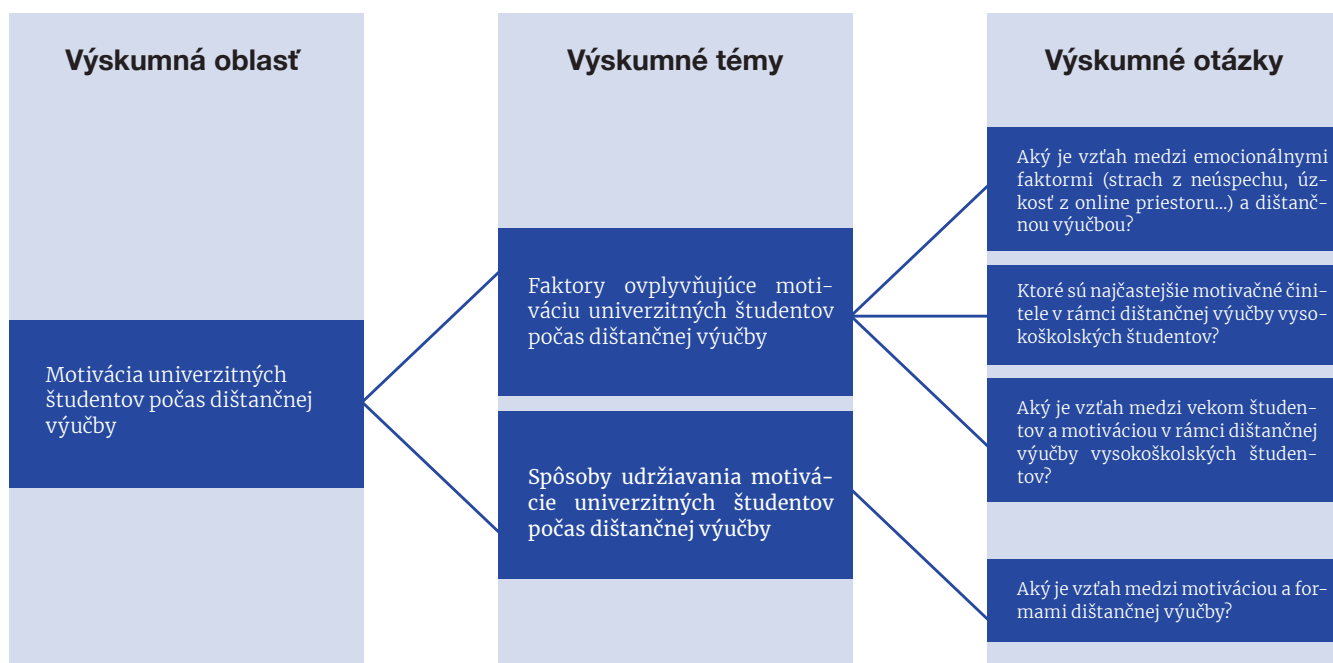 Výskumná oblasť
Motivácia univerzitných
študentov počas dištančnej
výučby
Výskumné témy
Faktory ovplyvňujúce moti-
váciu univerzitných študentov
počas dištančnej výučby
Spôsoby udržiavania motivá-
cie univerzitných študentov
počas dištančnej výučby
Výskumné otázky
Aký je vzťah medzi emocionálnymi
faktormi (strach z neúspechu, úz-
kosť z online priestoru...) a dištanč-
nou výučbou?
Ktoré sú najčastejšie motivačné čini-
tele v rámci dištančnej výučby vyso-
koškolských študentov?
Aký je vzťah medzi vekom študen-
tov a motiváciou v rámci dištančnej
výučby vysokoškolských študen-
tov?
Aký je vzťah medzi motiváciou a for-
mami dištančnej výučby?